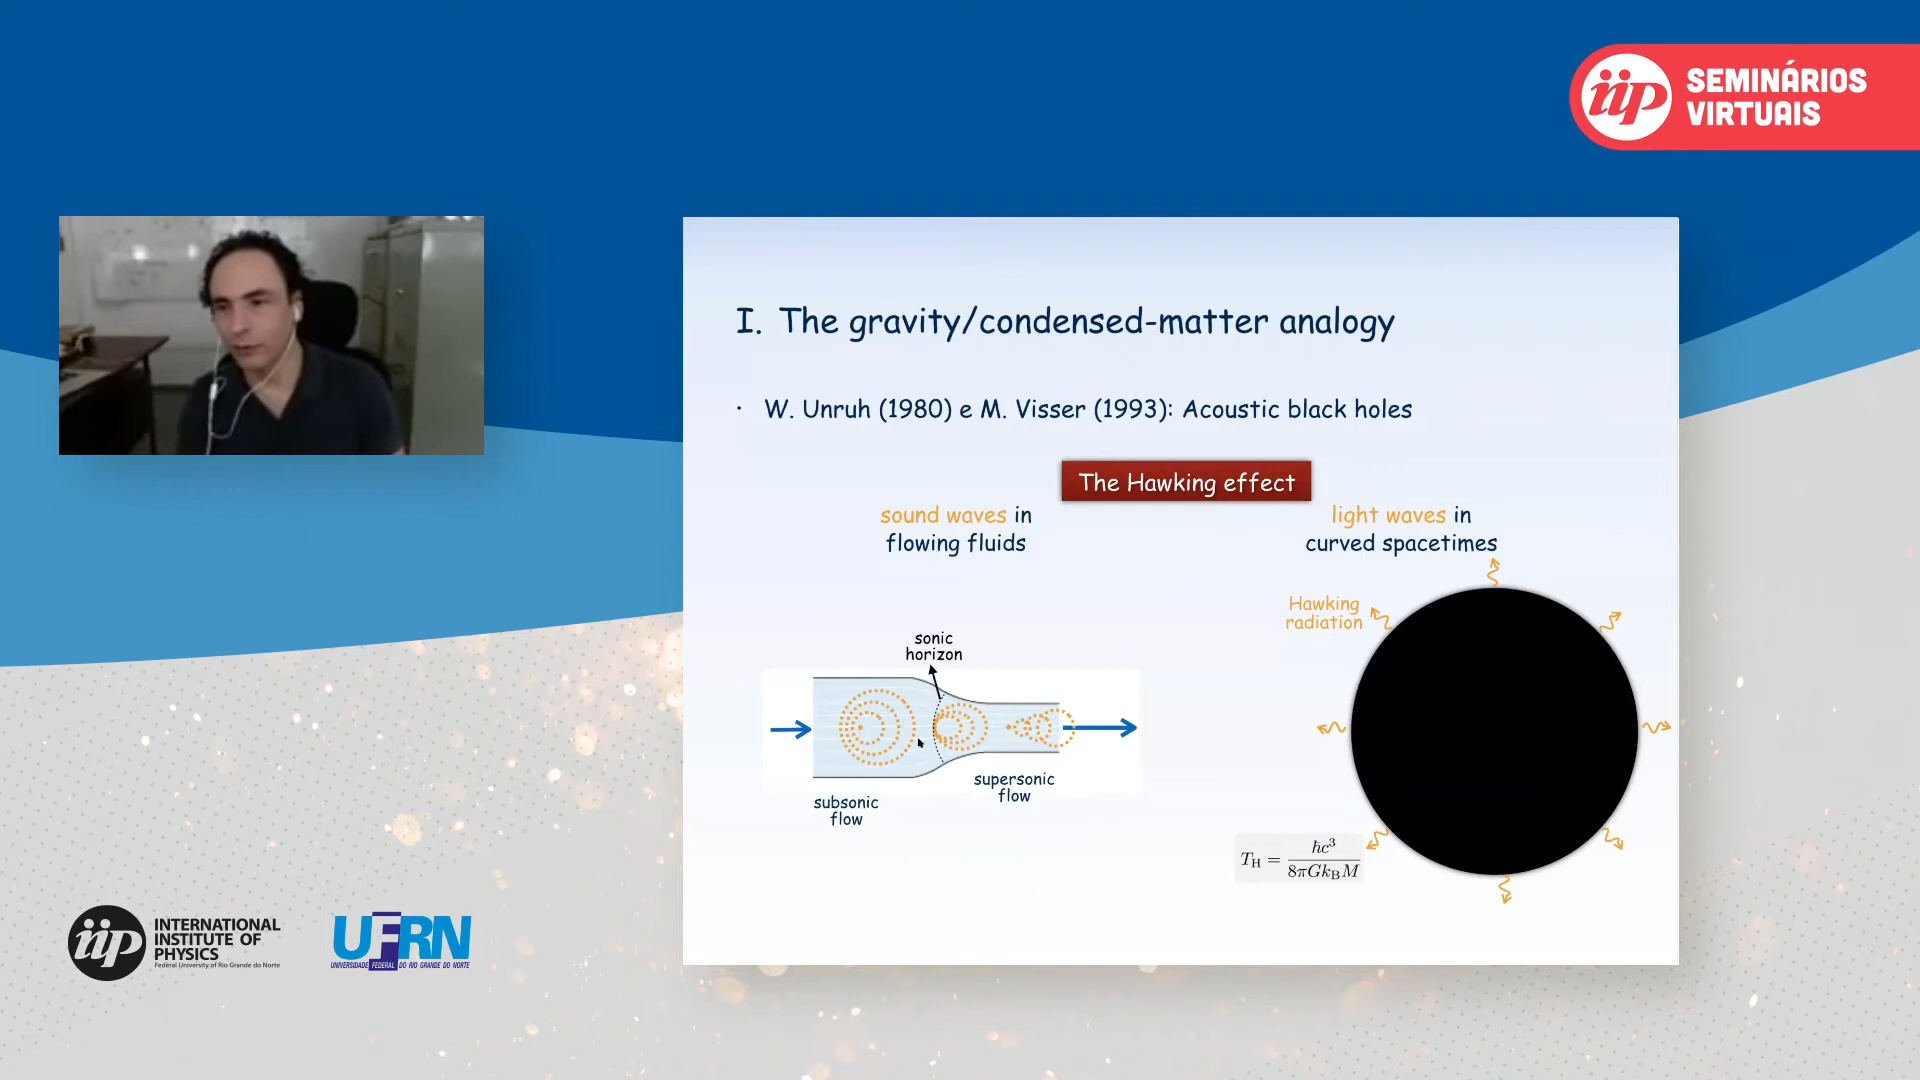 iip SEMINÁRIOS
VIRTUAIS
I. The gravity/condensed-matter analogy
· W. Unruh (1980) e M. Visser (1993): Acoustic black holes
The Hawking effect
sound waves in
flowing fluids
light waves in
curved spacetimes
Hawking
radiation
sonic
horizon
subsonic
flow
supersonic
flow
T_H = ħc³ / 8πGk_BM
iip INTERNATIONAL
INSTITUTE OF
PHYSICS
Federal University of Rio Grande do Norte
UFRN
UNIVERSIDADE FEDERAL DO RIO GRANDE DO NORTE